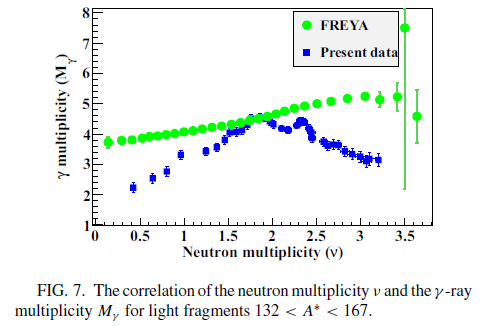 8
7
6
5
4
3
2
1
γ multiplicity (M γ)
FREYA
Present data
0 0.5 1 1.5 2 2.5 3 3.5
Neutron multiplicity (ν)
FIG. 7. The correlation of the neutron multiplicity ν and the γ-ray
multiplicity Mγ for light fragments 132 < A* < 167.